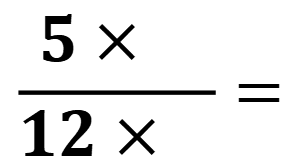 5 ×
=
12 ×